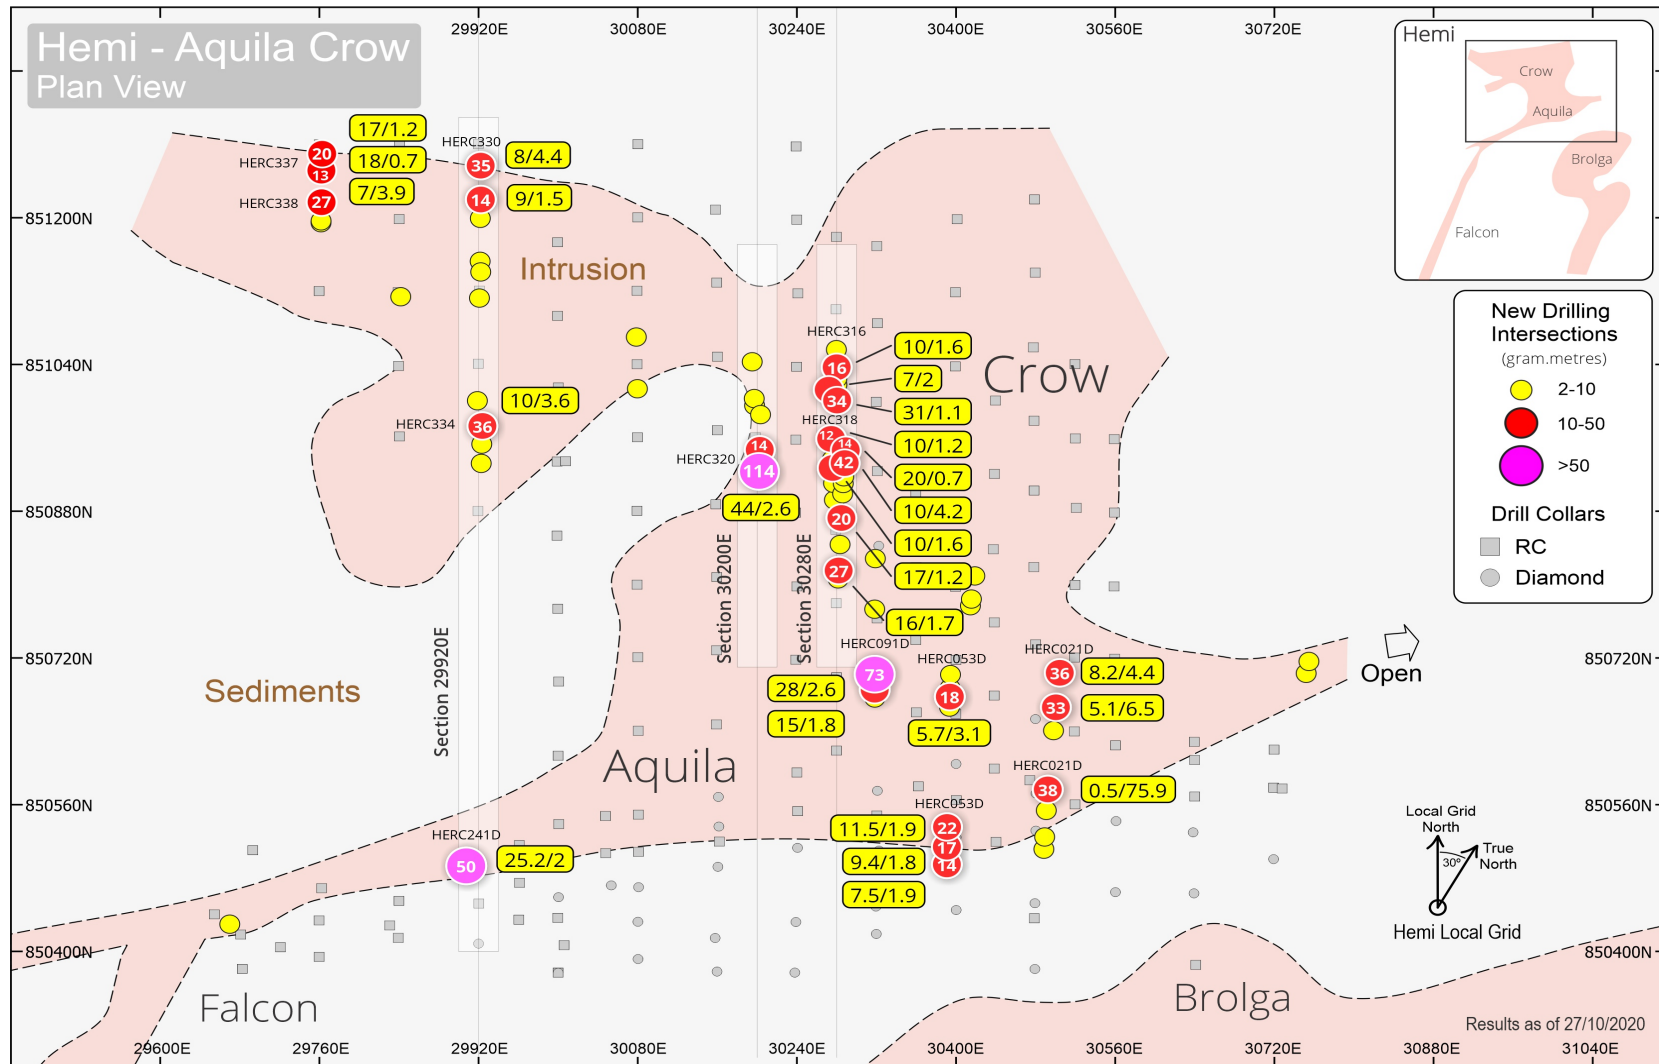 Hemi - Aquila Crow
Plan View
29920E
30080E
30240E
30400E
30560E
30720E
Hemi
Crow
Aquila
Brolga
Falcon
New Drilling
Intersections
(gram.metres)
2-10
10-50
>50
Drill Collars
RC
Diamond
851200N
851040N
850880N
850720N
850560N
850400N
HERC337
20
13
17/1.2
18/0.7
HERC338
27
7/3.9
HERC330
35
8/4.4
14
9/1.5
Intrusion
10/3.6
HERC334
36
HERC320
14
114
44/2.6
HERC316
16
34
10/1.6
7/2
31/1.1
HERC318
12
14
42
10/1.2
20/0.7
10/4.2
10/1.6
20
17/1.2
27
16/1.7
Crow
Section 29920E
Section 30200E
Section 30280E
Sediments
Aquila
HERC091D
73
28/2.6
15/1.8
HERC053D
18
5.7/3.1
HERC021D
36
8.2/4.4
33
5.1/6.5
HERC021D
38
0.5/75.9
HERC053D
22
17
14
11.5/1.9
9.4/1.8
7.5/1.9
HERC241D
50
25.2/2
Open
850720N
Local Grid
North
True
North
30°
Hemi Local Grid
850400N
Falcon
Brolga
Results as of 27/10/2020
29600E
29760E
29920E
30080E
30240E
30400E
30560E
30720E
30880E
31040E